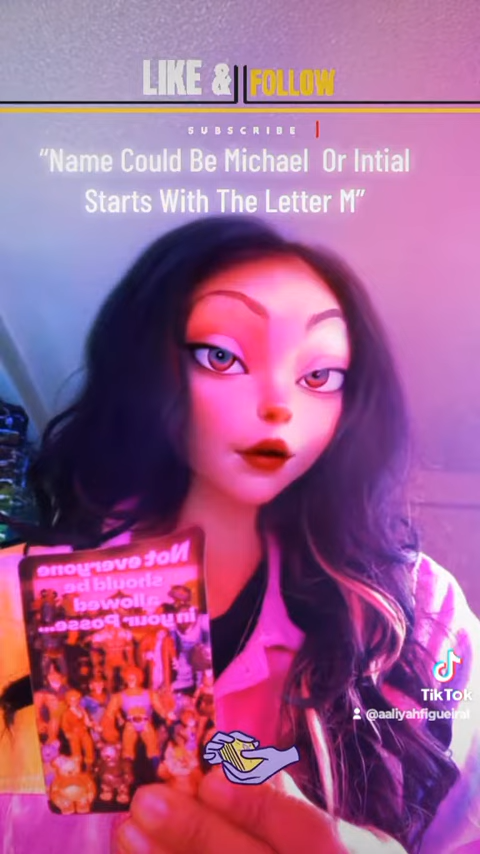 LIKE & FOLLOW
SUBSCRIBE
“Name Could Be Michael Or Intial
Starts With The Letter M”
Not everyone
should be
allowed
in your Posse...
TikTok
@aaliyahfigueira1